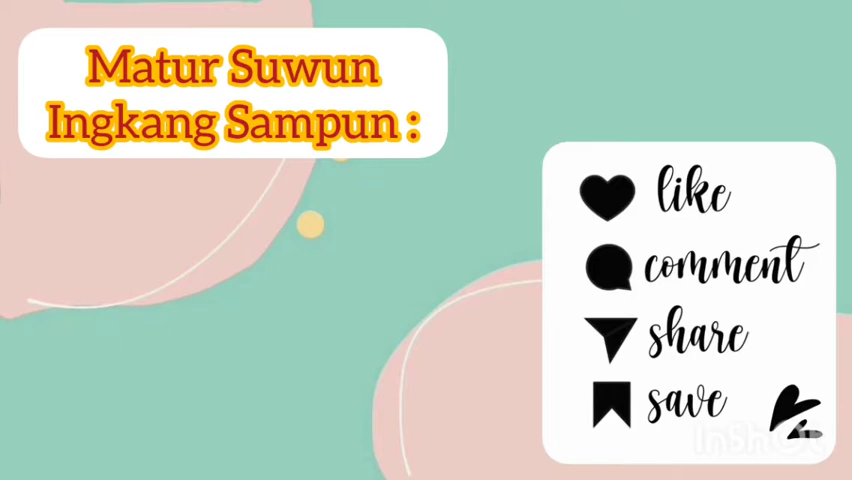 Matur Suwun
Ingkang Sampun :
like
comment
share
save
InShOt